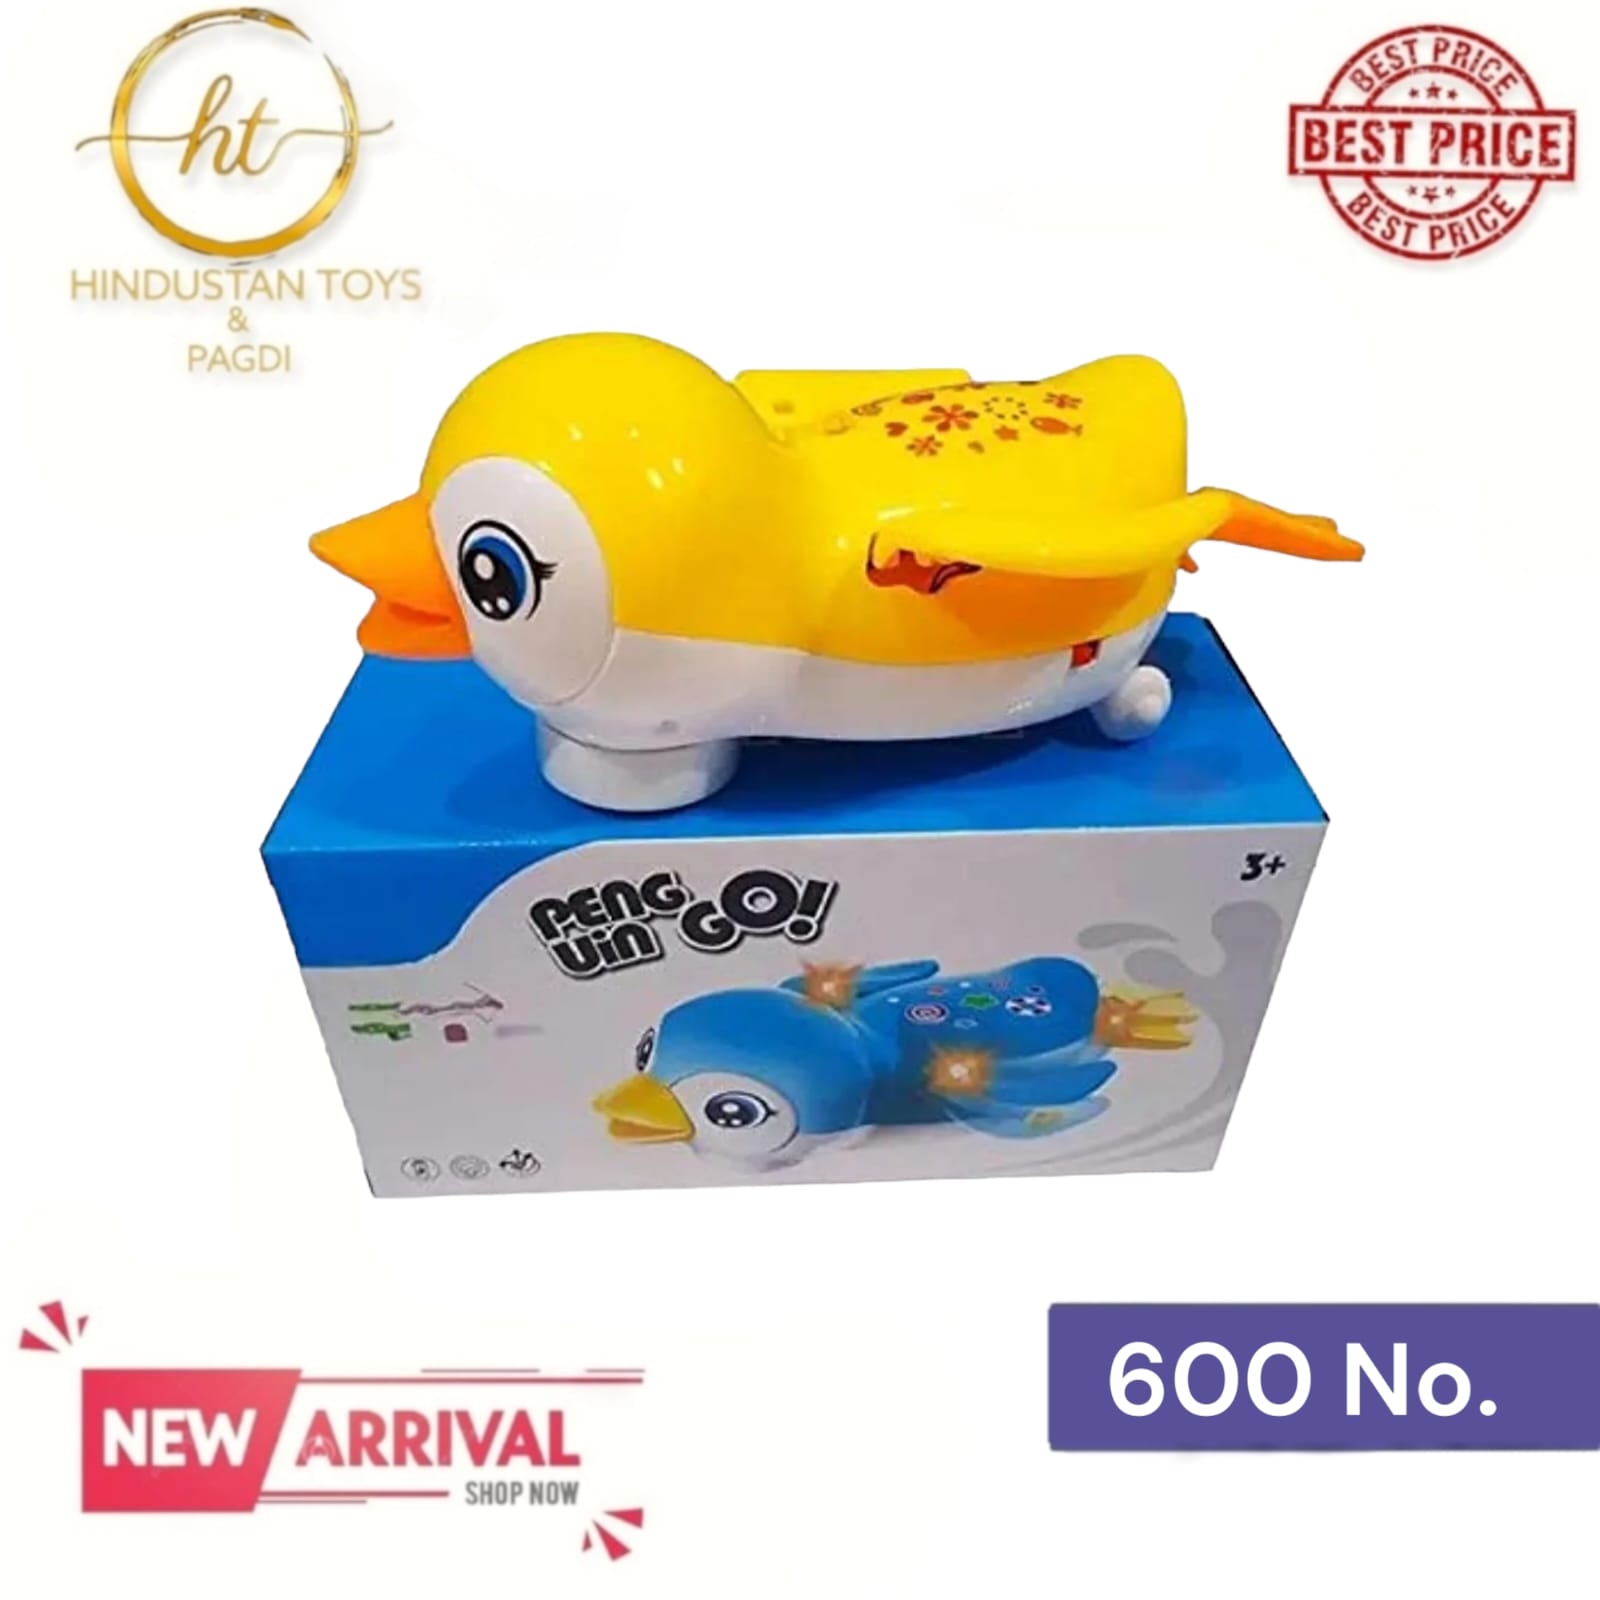 ht
HINDUSTAN TOYS
&
PAGDI
BEST PRICE
BEST PRICE
BEST PRICE
PENG
UiN GO!
3+
NEW ARRIVAL
SHOP NOW
600 No.